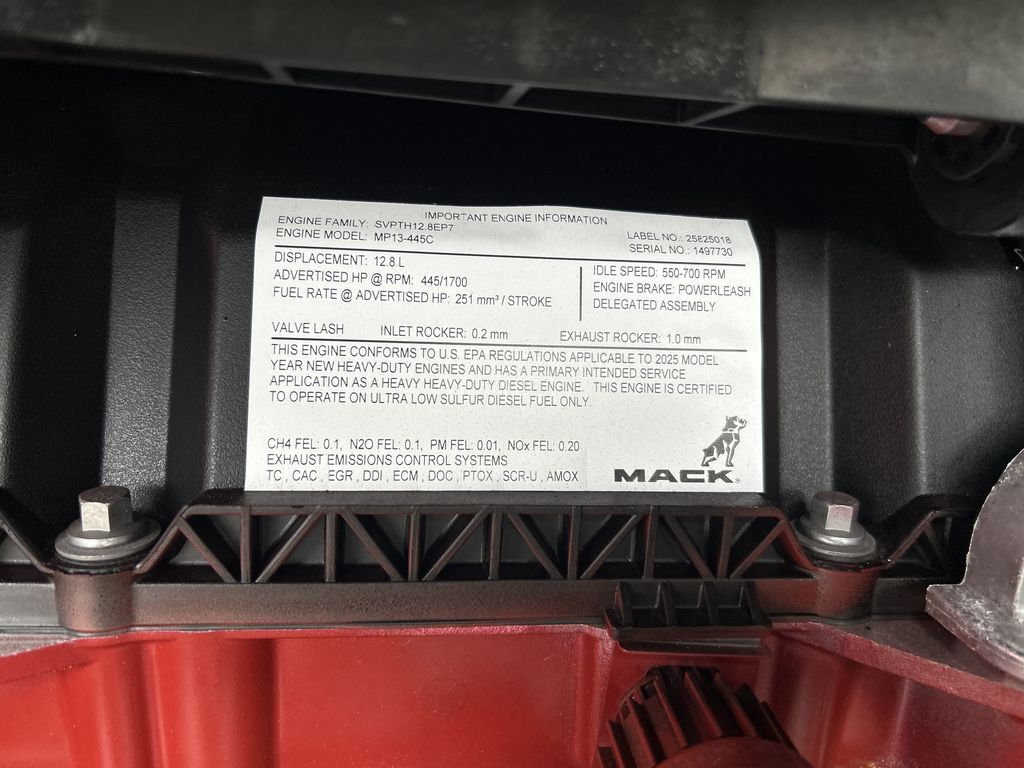 IMPORTANT ENGINE INFORMATION
ENGINE FAMILY: SVPTH12.8EP7
ENGINE MODEL: MP13-445C
LABEL NO.: 25825018
SERIAL NO.: 1497730
DISPLACEMENT: 12.8 L
ADVERTISED HP @ RPM: 445/1700
FUEL RATE @ ADVERTISED HP: 251 mm³ / STROKE
IDLE SPEED: 550-700 RPM
ENGINE BRAKE: POWERLEASH
DELEGATED ASSEMBLY
VALVE LASH INLET ROCKER: 0.2 mm EXHAUST ROCKER: 1.0 mm
THIS ENGINE CONFORMS TO U.S. EPA REGULATIONS APPLICABLE TO 2025 MODEL
YEAR NEW HEAVY-DUTY ENGINES AND HAS A PRIMARY INTENDED SERVICE
APPLICATION AS A HEAVY HEAVY-DUTY DIESEL ENGINE. THIS ENGINE IS CERTIFIED
TO OPERATE ON ULTRA LOW SULFUR DIESEL FUEL ONLY.
CH4 FEL: 0.1, N2O FEL: 0.1, PM FEL: 0.01, NOx FEL: 0.20
EXHAUST EMISSIONS CONTROL SYSTEMS
TC , CAC , EGR , DDI , ECM , DOC , PTOX , SCR-U , AMOX
MACK